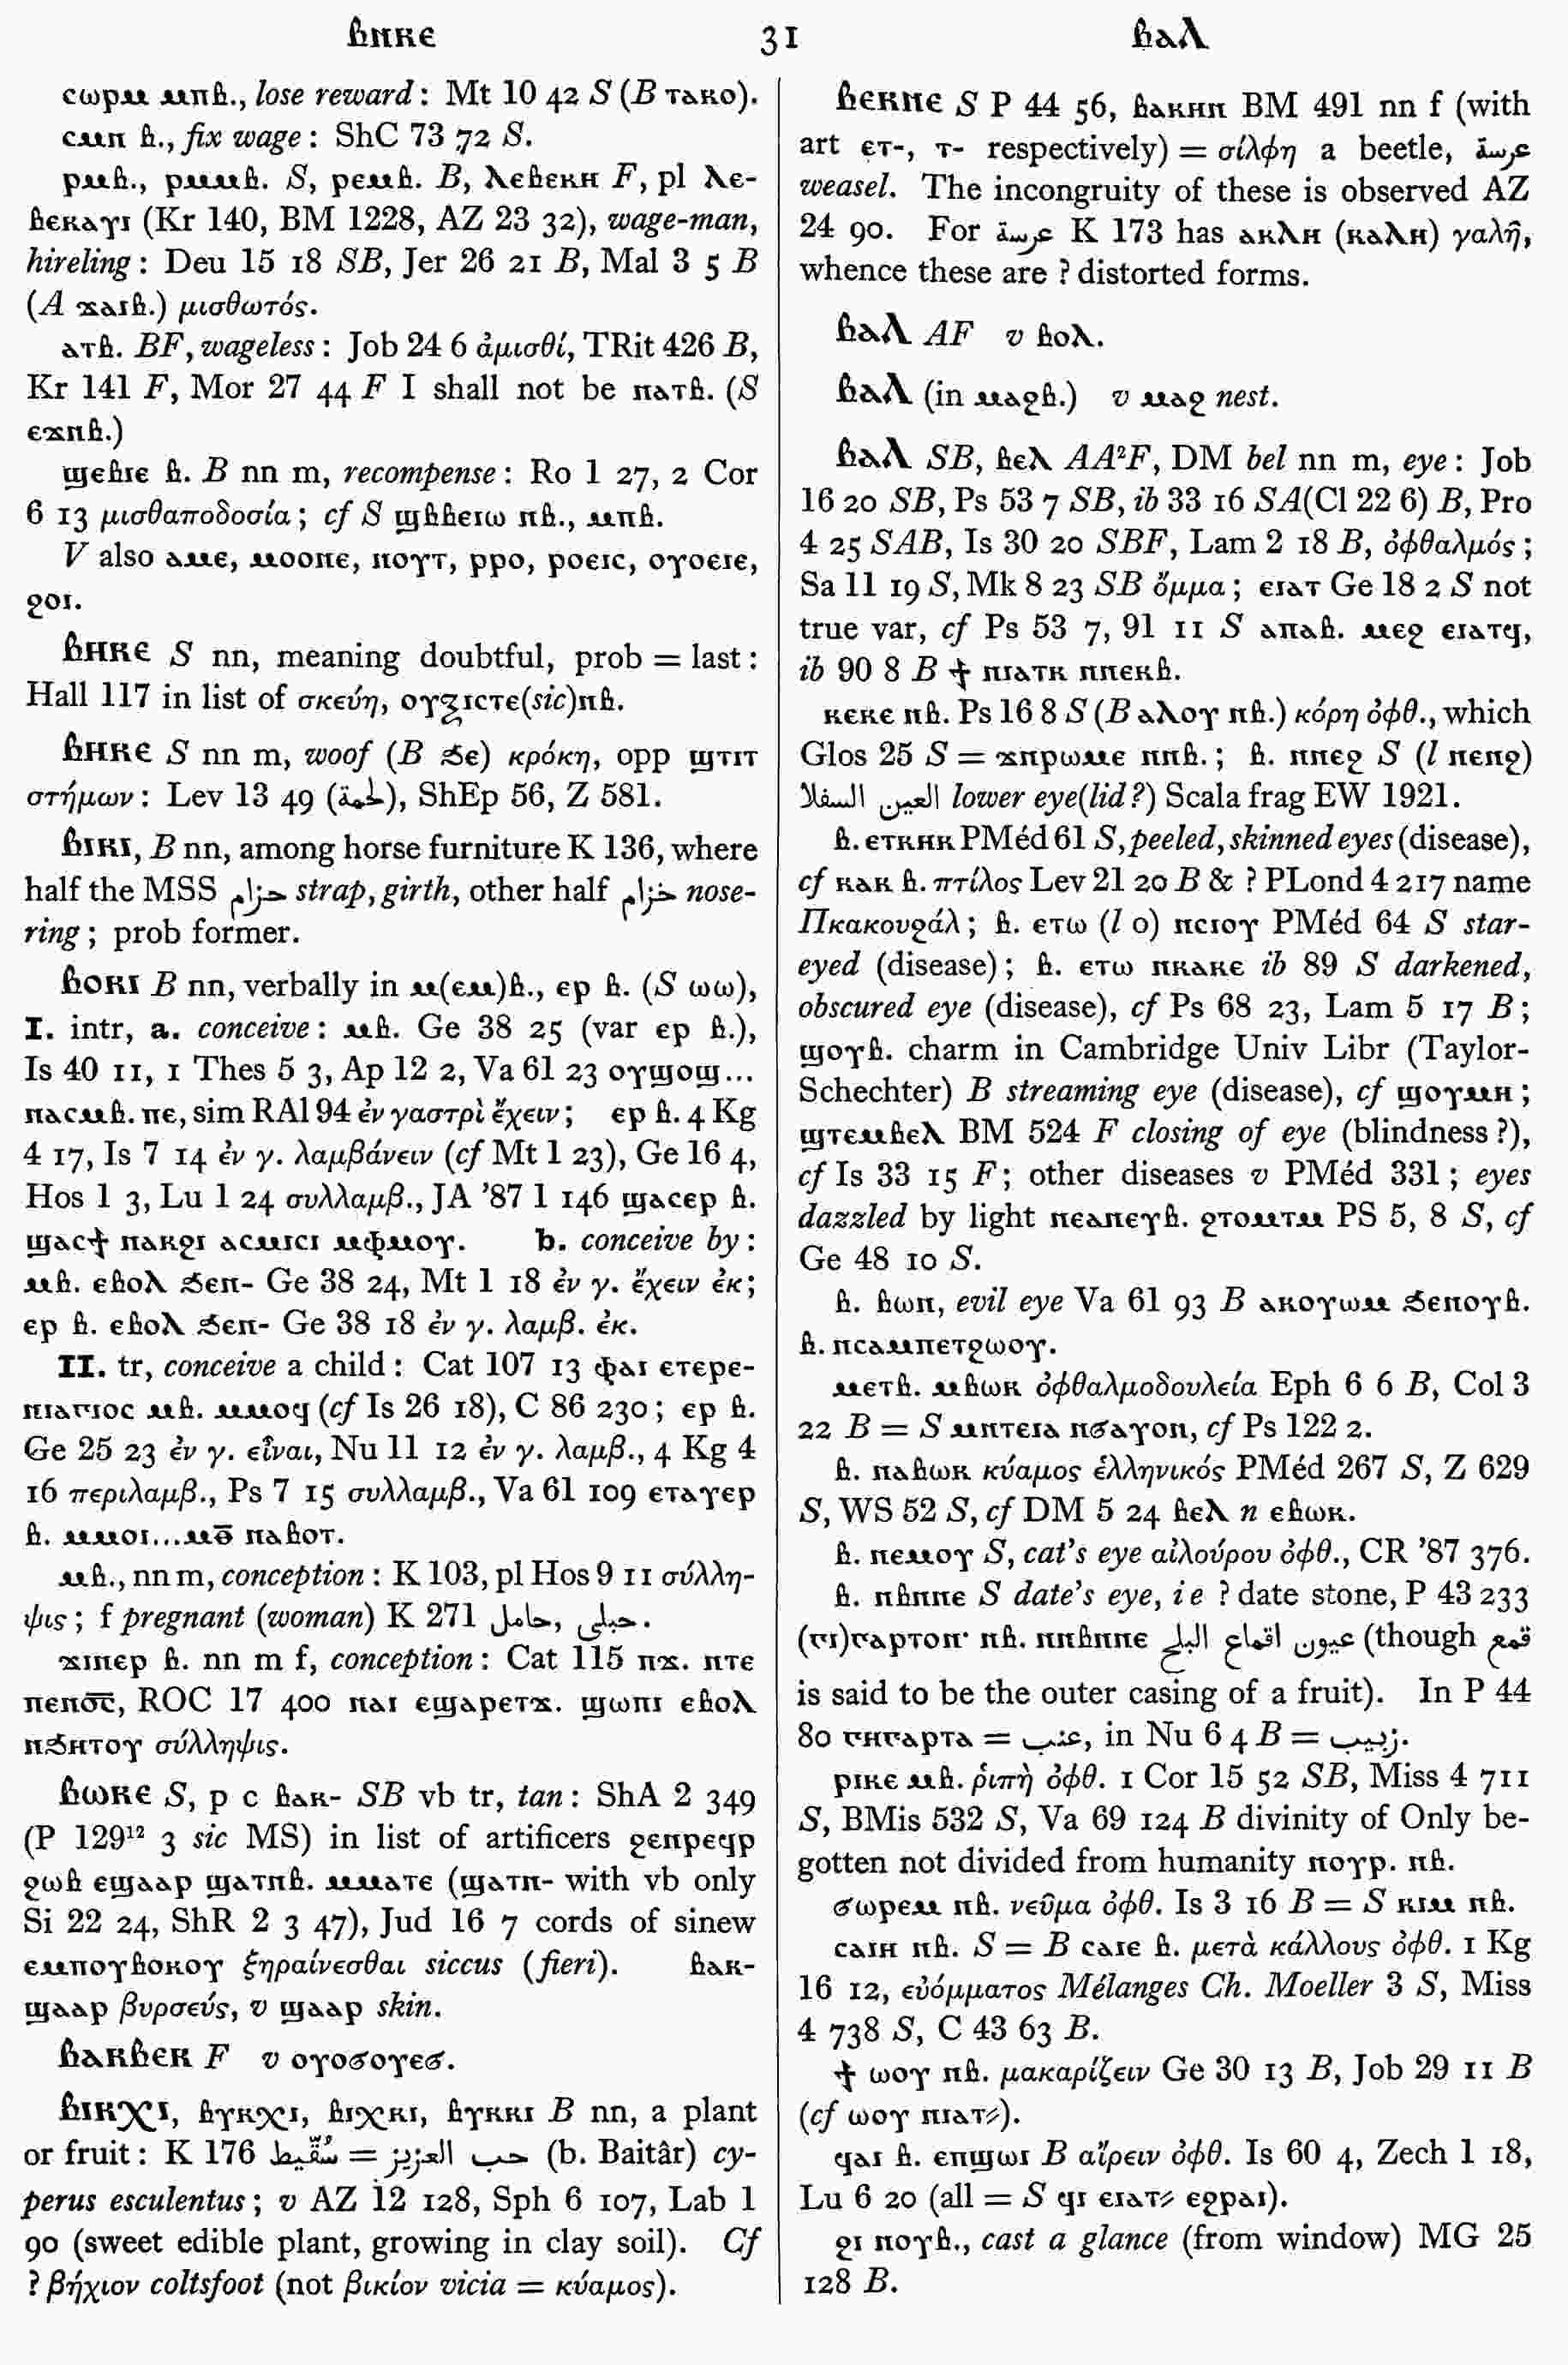 ⲃⲏⲕⲉ 31 ⲃⲁⲗ
ⲥⲱⲣⲙ ⲙⲡⲃ., lose reward: Mt 10 42 S (B ⲧⲁⲕⲟ).
ⲥⲙⲛ ⲃ., fix wage: ShC 73 72 S.
ⲣⲙⲃ., ⲣⲙⲙⲃ. S, ⲣⲉⲙⲃ. B, ⲗⲉⲃⲉⲕⲏ F, pl ⲗⲉ-
ⲃⲉⲕⲁⲩⲓ (Kr 140, BM 1228, AZ 23 32), wage-man,
hireling: Deu 15 18 SB, Jer 26 21 B, Mal 3 5 B
(A ϫⲁⲓⲃ.) μισθωτός.
ⲁⲧⲃ. BF, wageless: Job 24 6 ἀμισθί, TRit 426 B,
Kr 141 F, Mor 27 44 F I shall not be ⲛⲁⲧⲃ. (S
ⲉϫⲛⲃ.)
ϣⲉⲃⲓⲉ ⲃ. B nn m, recompense: Ro 1 27, 2 Cor
6 13 μισθαποδοσία; cf S ϣⲃⲃⲉⲓⲱ ⲛⲃ., ⲙⲡⲃ.
V also ⲁⲙⲉ, ⲙⲟⲟⲛⲉ, ⲛⲟⲩⲧ, ⲣⲣⲟ, ⲣⲟⲉⲓⲥ, ⲟⲩⲟⲉⲓⲉ,
ϩⲟⲓ.
ⲃⲏⲕⲉ S nn, meaning doubtful, prob = last:
Hall 117 in list of σκεύη, ⲟⲩⲝⲓⲥⲧⲉ(sic)ⲛⲃ.
ⲃⲏⲕⲉ S nn m, woof (B ϧⲉ) κρόκη, opp ϣⲧⲓⲧ
στήμων: Lev 13 49 (لحمة), ShEp 56, Z 581.
ⲃⲓⲕⲓ, B nn, among horse furniture K 136, where
half the MSS حزام strap, girth, other half خزام nose-
ring; prob former.
ⲃⲟⲕⲓ B nn, verbally in ⲙ(ⲉⲙ)ⲃ., ⲉⲣ ⲃ. (S ⲱⲱ),
I. intr, a. conceive: ⲙⲃ. Ge 38 25 (var ⲉⲣ ⲃ.),
Is 40 11, 1 Thes 5 3, Ap 12 2, Va 61 23 ⲟⲩϣⲟϣ...
ⲛⲁⲥⲙⲃ. ⲡⲉ, sim RAl 94 ἐν γαστρὶ ἔχειν; ⲉⲣ ⲃ. 4 Kg
4 17, Is 7 14 ἐν γ. λαμβάνειν (cf Mt 1 23), Ge 16 4,
Hos 1 3, Lu 1 24 συλλαμβ., JA ’87 1 146 ϣⲁⲥⲉⲣ ⲃ.
ϣⲁⲥϯ ⲛⲁⲕϩⲓ ⲁⲥⲙⲓⲥⲓ ⲙⲫⲙⲟⲩ. b. conceive by:
ⲙⲃ. ⲉⲃⲟⲗ ϧⲉⲛ- Ge 38 24, Mt 1 18 ἐν γ. ἔχειν ἐκ;
ⲉⲣ ⲃ. ⲉⲃⲟⲗ ϧⲉⲛ- Ge 38 18 ἐν γ. λαμβ. ἐκ.
II. tr, conceive a child: Cat 107 13 ⲫⲁⲓ ⲉⲧⲉⲣⲉ-
ⲡⲓⲁⲅⲓⲟⲥ ⲙⲃ. ⲙⲙⲟϥ (cf Is 26 18), C 86 230; ⲉⲣ ⲃ.
Ge 25 23 ἐν γ. εἶναι, Nu 11 12 ἐν γ. λαμβ., 4 Kg 4
16 περιλαμβ., Ps 7 15 συλλαμβ., Va 61 109 ⲉⲧⲁⲩⲉⲣ
ⲃ. ⲙⲙⲟⲓ...ⲙ̅ⲑ̅ ⲛⲁⲃⲟⲧ.
ⲙⲃ., nn m, conception: K 103, pl Hos 9 11 σύλλη-
ψις; f pregnant (woman) K 271 حبلى, حامل.
ϫⲓⲛⲉⲣ ⲃ. nn m f, conception: Cat 115 ⲡϫ. ⲛⲧⲉ
ⲡⲉⲛⲟ̅ⲥ̅, ROC 17 400 ⲛⲁⲓ ⲉϣⲁⲣⲉⲧϫ. ϣⲱⲡⲓ ⲉⲃⲟⲗ
ⲛϧⲏⲧⲟⲩ σύλληψις.
ⲃⲱⲕⲉ S, p c ⲃⲁⲕ- SB vb tr, tan: ShA 2 349
(P 129¹² 3 sic MS) in list of artificers ϩⲉⲛⲣⲉϥⲣ
ϩⲱⲃ ⲉϣⲁⲁⲣ ϣⲁⲧⲛⲃ. ⲙⲙⲁⲧⲉ (ϣⲁⲧⲛ- with vb only
Si 22 24, ShR 2 3 47), Jud 16 7 cords of sinew
ⲉⲙⲡⲟⲩⲃⲟⲕⲟⲩ ξηραίνεσθαι siccus (fieri). ⲃⲁⲕ-
ϣⲁⲁⲣ βυρσεύς, v ϣⲁⲁⲣ skin.
ⲃⲁⲕⲃⲉⲕ F v ⲟⲩⲟϭⲟⲩⲉϭ.
ⲃⲓⲕⲭⲓ, ⲃⲩⲕⲭⲓ, ⲃⲓⲭⲕⲓ, ⲃⲩⲕⲕⲓ B nn, a plant
or fruit: K 176 سُقّيط = حب العزيز (b. Baitâr) cy-
perus esculentus; v AZ 12 128, Sph 6 107, Lab 1
90 (sweet edible plant, growing in clay soil). Cf
? βήχιον coltsfoot (not βικίον vicia = κύαμος).
ⲃⲉⲕⲛⲉ S P 44 56, ⲃⲁⲕⲏⲛ BM 491 nn f (with
art ⲉⲧ-, ⲧ- respectively) = σίλφη a beetle, عرسة
weasel. The incongruity of these is observed AZ
24 90. For عرسة K 173 has ⲁⲕⲗⲏ (ⲕⲁⲗⲏ) γαλῆ,
whence these are ? distorted forms.
ⲃⲁⲗ AF v ⲃⲟⲗ.
ⲃⲁⲗ (in ⲙⲁϩⲃ.) v ⲙⲁϩ nest.
ⲃⲁⲗ SB, ⲃⲉⲗ AA²F, DM bel nn m, eye: Job
16 20 SB, Ps 53 7 SB, ib 33 16 SA(Cl 22 6) B, Pro
4 25 SAB, Is 30 20 SBF, Lam 2 18 B, ὀφθαλμός;
Sa 11 19 S, Mk 8 23 SB ὄμμα; ⲉⲓⲁⲧ Ge 18 2 S not
true var, cf Ps 53 7, 91 11 S ⲁⲡⲁⲃ. ⲙⲉϩ ⲉⲓⲁⲧϥ,
ib 90 8 B ϯ ⲛⲓⲁⲧⲕ ⲛⲛⲉⲕⲃ.
ⲕⲉⲕⲉ ⲛⲃ. Ps 16 8 S (B ⲁⲗⲟⲩ ⲛⲃ.) κόρη ὀφθ., which
Glos 25 S = ϫⲛⲣⲱⲙⲉ ⲛⲛⲃ.; ⲃ. ⲛⲛⲉϩ S (l ⲛⲉⲛϩ)
العين السفلا lower eye(lid?) Scala frag EW 1921.
ⲃ. ⲉⲧⲕⲏⲕ PMéd 61 S, peeled, skinned eyes (disease),
cf ⲕⲁⲕ ⲃ. πτίλος Lev 21 20 B & ? PLond 4 217 name
Πκακουϩάλ; ⲃ. ⲉⲧⲱ (l ⲟ) ⲛⲥⲓⲟⲩ PMéd 64 S star-
eyed (disease); ⲃ. ⲉⲧⲱ ⲛⲕⲁⲕⲉ ib 89 S darkened,
obscured eye (disease), cf Ps 68 23, Lam 5 17 B;
ϣⲟⲩⲃ. charm in Cambridge Univ Libr (Taylor-
Schechter) B streaming eye (disease), cf ϣⲟⲩⲙⲏ;
ϣⲧⲉⲙⲃⲉⲗ BM 524 F closing of eye (blindness?),
cf Is 33 15 F; other diseases v PMéd 331; eyes
dazzled by light ⲛⲉⲁⲛⲉⲩⲃ. ϩⲧⲟⲙⲧⲙ PS 5, 8 S, cf
Ge 48 10 S.
ⲃ. ⲃⲱⲛ, evil eye Va 61 93 B ⲁⲕⲟⲩⲱⲙ ϧⲉⲛⲟⲩⲃ.
ⲃ. ⲛⲥⲁⲙⲡⲉⲧϩⲱⲟⲩ.
ⲙⲉⲧⲃ. ⲙⲃⲱⲕ ὀφθαλμοδουλεία Eph 6 6 B, Col 3
22 B = S ⲙⲛⲧⲉⲓⲁ ⲛϭⲁⲩⲟⲛ, cf Ps 122 2.
ⲃ. ⲛⲁⲃⲱⲕ κύαμος ἑλληνικός PMéd 267 S, Z 629
S, WS 52 S, cf DM 5 24 ⲃⲉⲗ n ⲉⲃⲱⲕ.
ⲃ. ⲛⲉⲙⲟⲩ S, cat’s eye αἰλούρου ὀφθ., CR ’87 376.
ⲃ. ⲛⲃⲛⲛⲉ S date’s eye, i e ? date stone, P 43 233
(ⲅⲓ)ⲅⲁⲣⲧⲟⲛ· ⲛⲃ. ⲛⲛⲃⲛⲛⲉ عيون اقماع البلح (though قمع
is said to be the outer casing of a fruit). In P 44
80 ⲅⲏⲅⲁⲣⲧⲁ = عنب, in Nu 6 4 B = زبيب.
ⲣⲓⲕⲉ ⲙⲃ. ῥιπὴ ὀφθ. 1 Cor 15 52 SB, Miss 4 711
S, BMis 532 S, Va 69 124 B divinity of Only be-
gotten not divided from humanity ⲛⲟⲩⲣ. ⲛⲃ.
ϭⲱⲣⲉⲙ ⲛⲃ. νεῦμα ὀφθ. Is 3 16 B = S ⲕⲓⲙ ⲛⲃ.
ⲥⲁⲓⲏ ⲛⲃ. S = B ⲥⲁⲓⲉ ⲃ. μετὰ κάλλους ὀφθ. 1 Kg
16 12, εὐόμματος Mélanges Ch. Moeller 3 S, Miss
4 738 S, C 43 63 B.
ϯ ⲱⲟⲩ ⲛⲃ. μακαρίζειν Ge 30 13 B, Job 29 11 B
(cf ⲱⲟⲩ ⲛⲓⲁⲧ⸗).
ϥⲁⲓ ⲃ. ⲉⲡϣⲱⲓ B αἴρειν ὀφθ. Is 60 4, Zech 1 18,
Lu 6 20 (all = S ϥⲓ ⲉⲓⲁⲧ⸗ ⲉϩⲣⲁⲓ).
ϩⲓ ⲛⲟⲩⲃ., cast a glance (from window) MG 25
128 B.